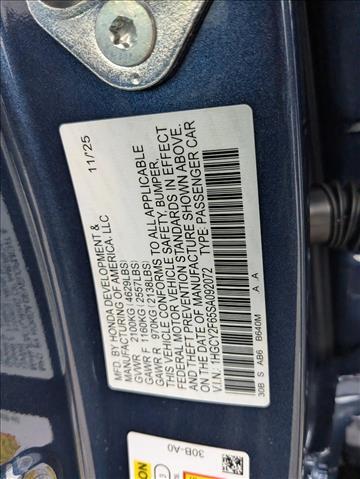 MFD BY HONDA DEVELOPMENT &
MANUFACTURING OF AMERICA, LLC
11/25
GVWR 2100KG(4629LBS)
GAWR F 1160KG(2557LBS)
GAWR R 970KG(2138LBS)
THIS VEHICLE CONFORMS TO ALL APPLICABLE
FEDERAL MOTOR VEHICLE SAFETY, BUMPER,
AND THEFT PREVENTION STANDARDS IN EFFECT
ON THE DATE OF MANUFACTURE SHOWN ABOVE.
V.I.N. 1HGCY2F65SA092072 TYPE: PASSENGER CAR
30B S AB6 B640M A A
30B-A0